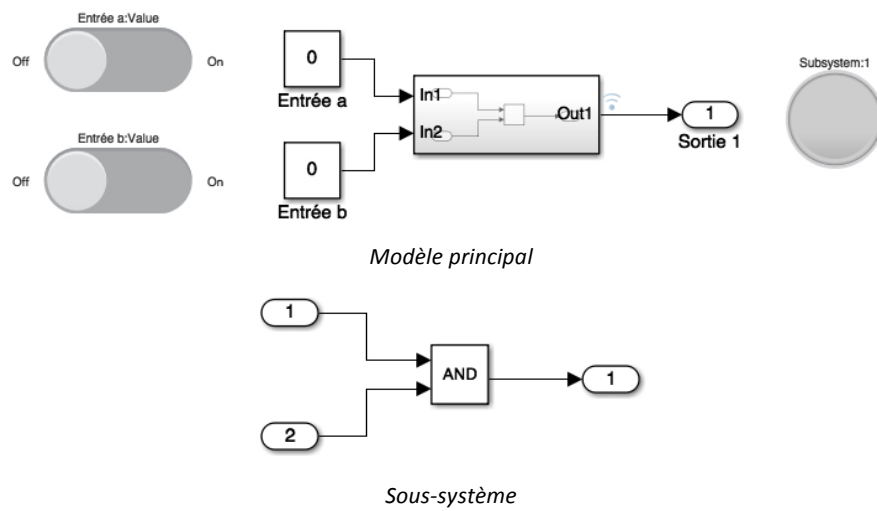 Entrée a:Value
Off
On
0
Entrée a
Subsystem:1
In1
In2
Out1
1
Sortie 1
Entrée b:Value
Off
On
0
Entrée b
Modèle principal
1
AND
1
2
Sous-système